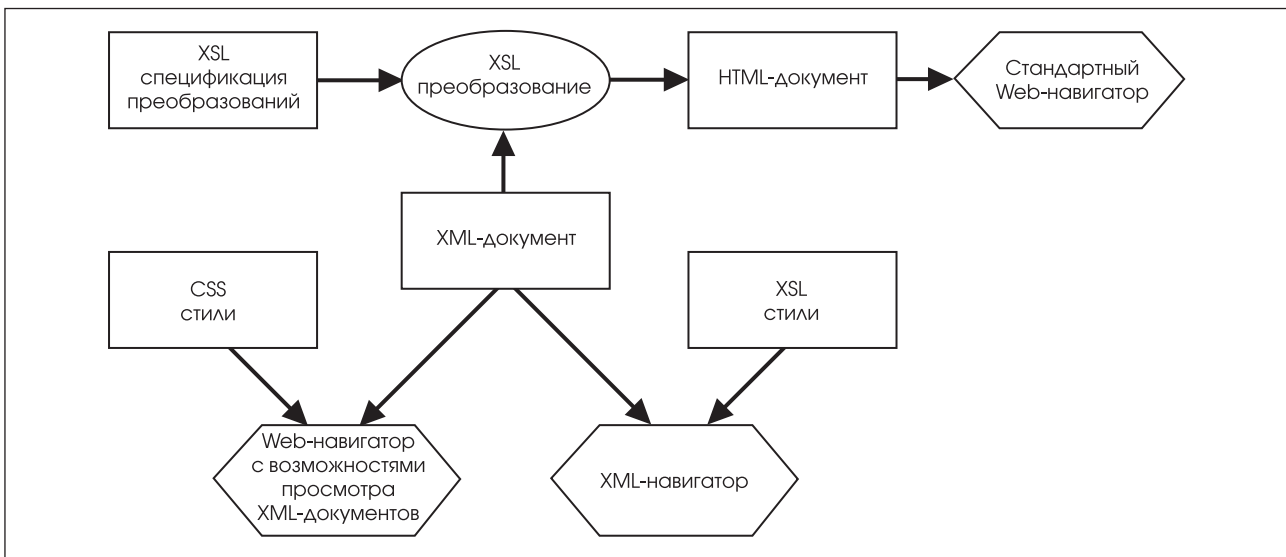 XSL
спецификация
преобразований
XSL
преобразование
HTML-документ
Стандартный
Web-навигатор
XML-документ
CSS
стили
XSL
стили
Web-навигатор
с возможностями
просмотра
XML-документов
XML-навигатор